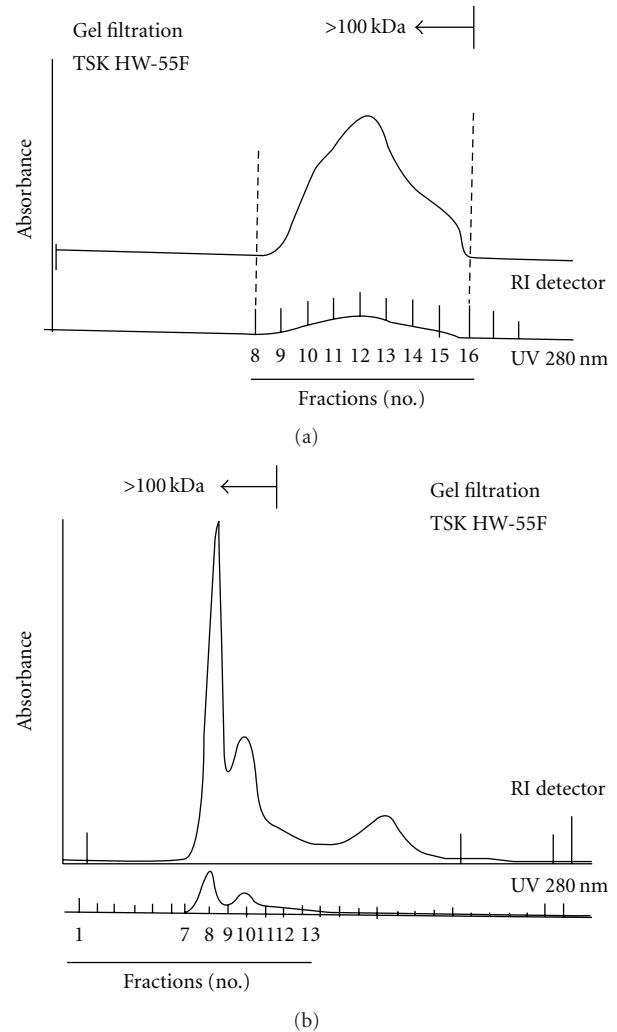 Gel filtration
TSK HW-55F
>100 kDa
Absorbance
RI detector
8 9 10 11 12 13 14 15 16
UV 280 nm
Fractions (no.)
(a)
>100 kDa
Gel filtration
TSK HW-55F
Absorbance
RI detector
UV 280 nm
1 7 8 9 10 11 12 13
Fractions (no.)
(b)